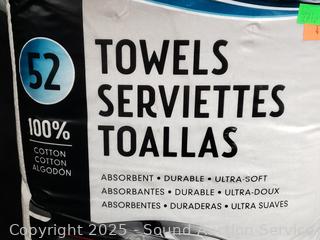 52
TOWELS
SERVIETTES
TOALLAS
100%
COTTON
COTTON
ALGODÓN
ABSORBENT • DURABLE • ULTRA-SOFT
ABSORBANTES • DURABLE • ULTRA-DOUX
ABSORBENTES • DURADERAS • ULTRA SUAVES
Copyright 2025 - Sound Auction Service